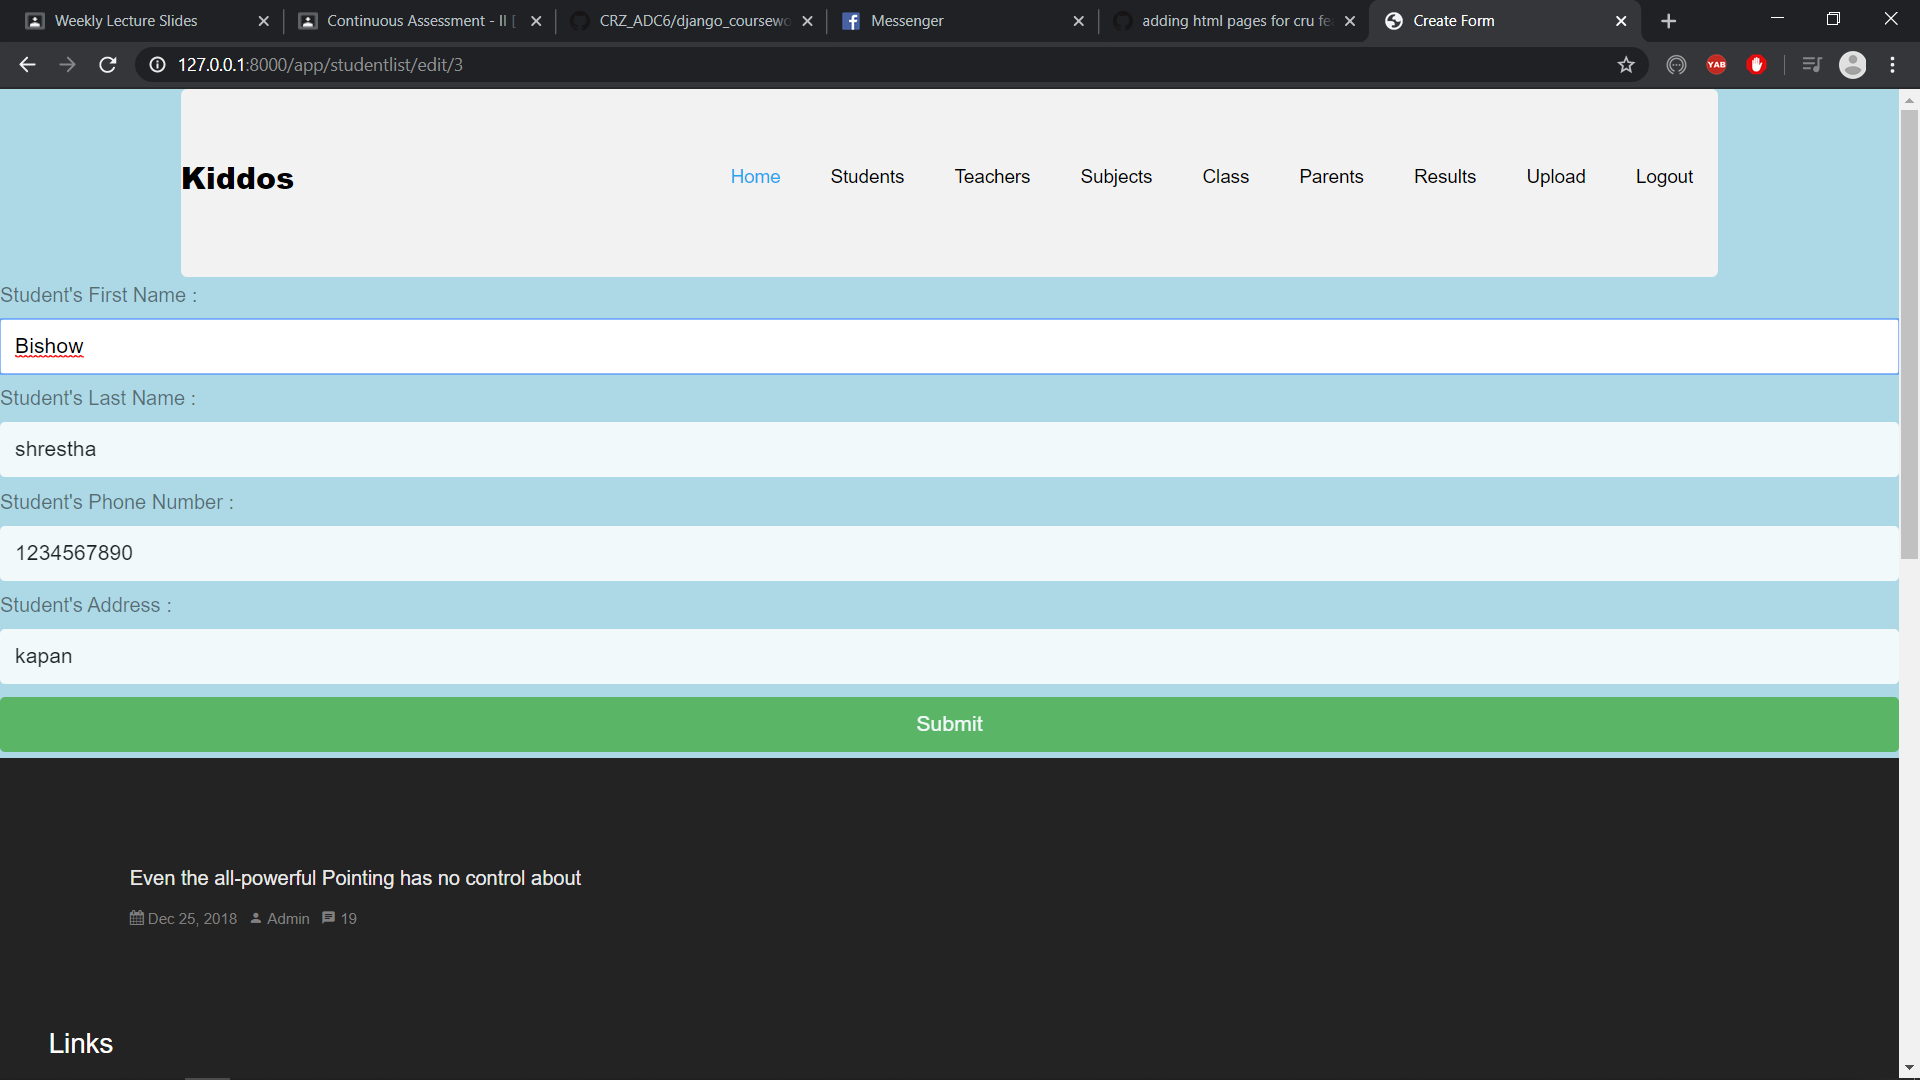 Weekly Lecture Slides
Continuous Assessment - II [
CRZ_ADC6/django_coursewo
Messenger
adding html pages for cru fe
Create Form
127.0.0.1:8000/app/studentlist/edit/3
YAB
Kiddos
Home
Students
Teachers
Subjects
Class
Parents
Results
Upload
Logout
Student's First Name :
Bishow
Student's Last Name :
shrestha
Student's Phone Number :
1234567890
Student's Address :
kapan
Submit
Even the all-powerful Pointing has no control about
Dec 25, 2018 Admin 19
Links